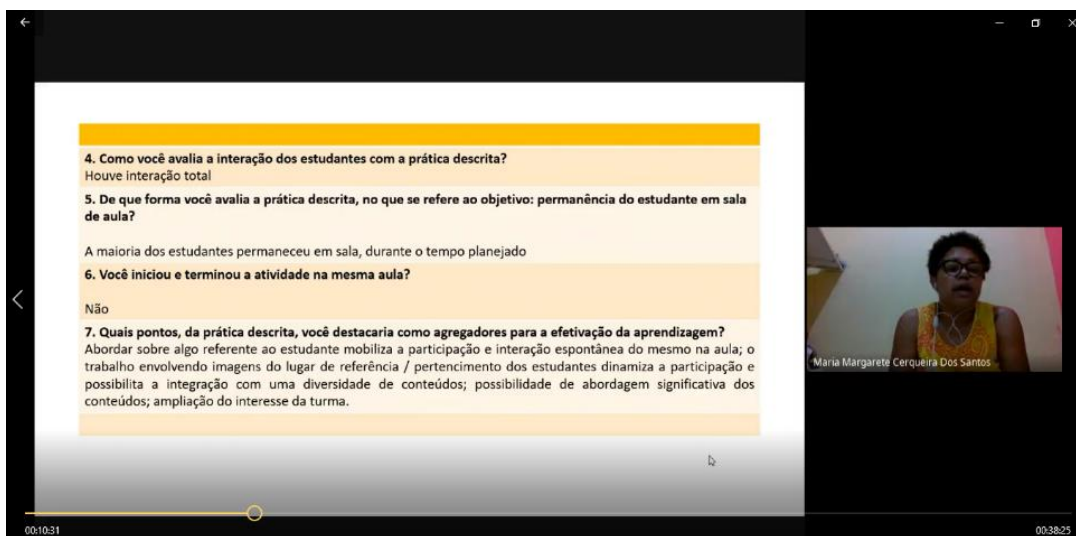 4. Como você avalia a interação dos estudantes com a prática descrita?
Houve interação total
5. De que forma você avalia a prática descrita, no que se refere ao objetivo: permanência do estudante em sala
de aula?
A maioria dos estudantes permaneceu em sala, durante o tempo planejado
6. Você iniciou e terminou a atividade na mesma aula?
Não
7. Quais pontos, da prática descrita, você destacaria como agregadores para a efetivação da aprendizagem?
Abordar sobre algo referente ao estudante mobiliza a participação e interação espontânea do mesmo na aula; o
trabalho envolvendo imagens do lugar de referência / pertencimento dos estudantes dinamiza a participação e
possibilita a integração com uma diversidade de conteúdos; possibilidade de abordagem significativa dos
conteúdos; ampliação do interesse da turma.
Maria Margarete Cerqueira Dos Santos
00:10:31
00:38:25